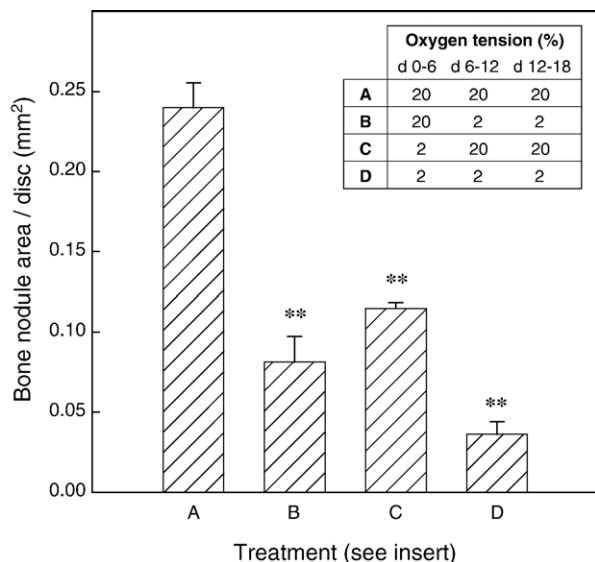 Oxygen tension (%)
d 0-6 d 6-12 d 12-18
A 20 20 20
B 20 2 2
C 2 20 20
D 2 2 2
Bone nodule area / disc (mm²)
0.25
0.20
0.15
0.10
0.05
0.00
**
**
**
A B C D
Treatment (see insert)